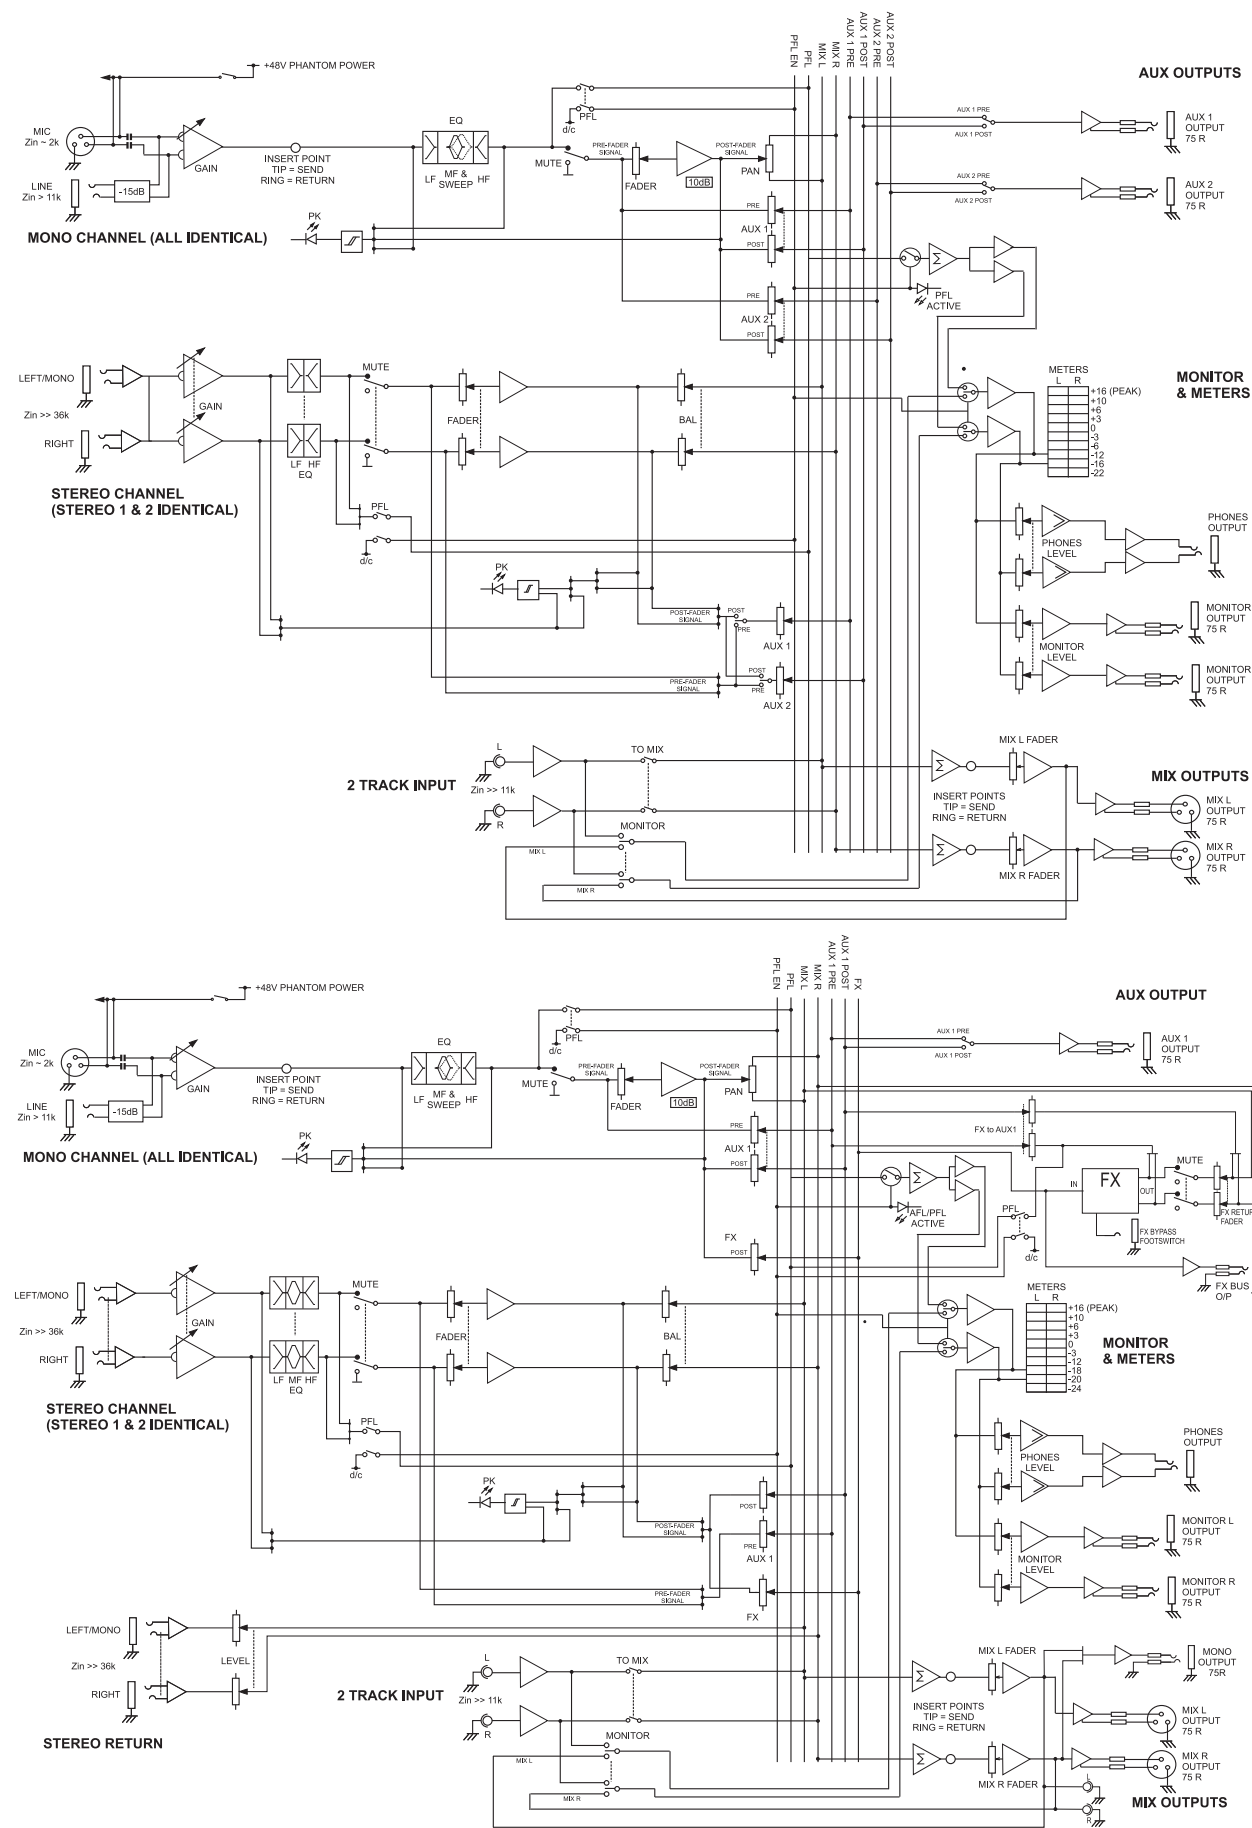 PFL EN
PFL
MIX L
MIX R
AUX 1 PRE
AUX 1 POST
AUX 2 PRE
AUX 2 POST
AUX OUTPUTS
+48V PHANTOM POWER
MIC
Zin ~ 2k
GAIN
INSERT POINT
TIP = SEND
RING = RETURN
EQ
LF MF & SWEEP HF
d/c
PFL
MUTE
PRE-FADER
SIGNAL
FADER
10dB
POST-FADER
SIGNAL
PAN
AUX 1 PRE
AUX 1 POST
AUX 1
OUTPUT
75 R
LINE
Zin > 11k
-15dB
PK
MONO CHANNEL (ALL IDENTICAL)
PRE
AUX 1
POST
PRE
AUX 2
POST
AUX 2 PRE
AUX 2 POST
AUX 2
OUTPUT
75 R
Σ
PFL
ACTIVE
LEFT/MONO
Zin >> 36k
RIGHT
GAIN
LF HF
EQ
MUTE
FADER
BAL
METERS
L R
+16 (PEAK)
+10
+6
+3
0
-3
-6
-12
-16
-22
MONITOR
& METERS
STEREO CHANNEL
(STEREO 1 & 2 IDENTICAL)
PFL
d/c
PK
POST-FADER
SIGNAL
POST
PRE
AUX 1
PRE-FADER
SIGNAL
POST
PRE
AUX 2
PHONES
LEVEL
PHONES
OUTPUT
MONITOR
LEVEL
MONITOR
OUTPUT
75 R
MONITOR
OUTPUT
75 R
2 TRACK INPUT
L
Zin >> 11k
R
TO MIX
MONITOR
MIX L
MIX R
Σ
INSERT POINTS
TIP = SEND
RING = RETURN
Σ
MIX L FADER
MIX R FADER
MIX OUTPUTS
MIX L
OUTPUT
75 R
MIX R
OUTPUT
75 R
PFL EN
PFL
MIX L
MIX R
AUX 1 PRE
AUX 1 POST
FX
AUX OUTPUT
+48V PHANTOM POWER
MIC
Zin ~ 2k
GAIN
INSERT POINT
TIP = SEND
RING = RETURN
EQ
LF MF & SWEEP HF
d/c
PFL
MUTE
PRE-FADER
SIGNAL
FADER
10dB
POST-FADER
SIGNAL
PAN
AUX 1 PRE
AUX 1 POST
AUX 1
OUTPUT
75 R
LINE
Zin > 11k
-15dB
PK
MONO CHANNEL (ALL IDENTICAL)
PRE
AUX 1
POST
FX
POST
FX to AUX1
IN
FX
OUT
MUTE
FX RETUR
FADER
FX BYPASS
FOOTSWITCH
PFL
d/c
FX BUS
O/P
Σ
AFL/PFL
ACTIVE
LEFT/MONO
Zin >> 36k
RIGHT
GAIN
LF MF HF
EQ
MUTE
FADER
BAL
METERS
L R
+16 (PEAK)
+10
+6
+3
0
-3
-12
-18
-20
-24
MONITOR
& METERS
STEREO CHANNEL
(STEREO 1 & 2 IDENTICAL)
PFL
d/c
PK
POST
POST-FADER
SIGNAL
PRE
AUX 1
PRE-FADER
SIGNAL
FX
PHONES
LEVEL
PHONES
OUTPUT
MONITOR
LEVEL
MONITOR L
OUTPUT
75 R
MONITOR R
OUTPUT
75 R
LEFT/MONO
Zin >> 36k
RIGHT
LEVEL
STEREO RETURN
2 TRACK INPUT
L
Zin >> 11k
R
TO MIX
MONITOR
MIX L
MIX R
Σ
INSERT POINTS
TIP = SEND
RING = RETURN
Σ
MIX L FADER
MIX R FADER
MONO
OUTPUT
75R
MIX L
OUTPUT
75 R
MIX R
OUTPUT
75 R
L
R
MIX OUTPUTS